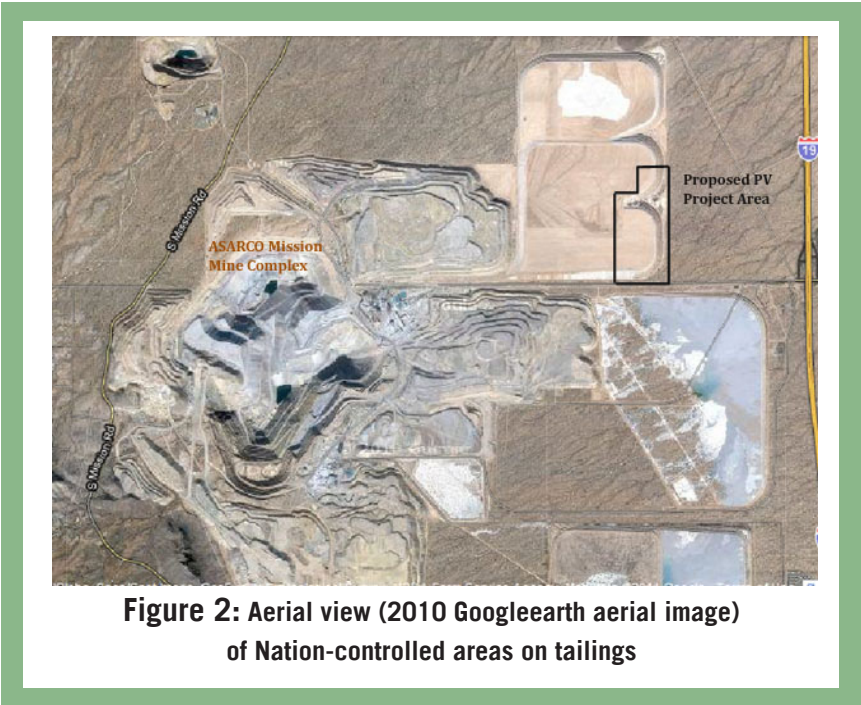 19
Proposed PV
Project Area
S Mission Rd
ASARCO Mission
Mine Complex
S Mission Rd
Figure 2: Aerial view (2010 Googleearth aerial image)
of Nation-controlled areas on tailings